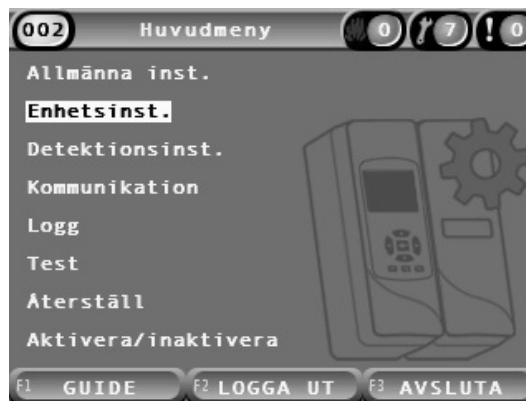 002 Huvudmeny 0 7 ! 0
Allmänna inst.
Enhetsinst.
Detektionsinst.
Kommunikation
Logg
Test
Återställ
Aktivera/inaktivera
F1 GUIDE F2 LOGGA UT F3 AVSLUTA